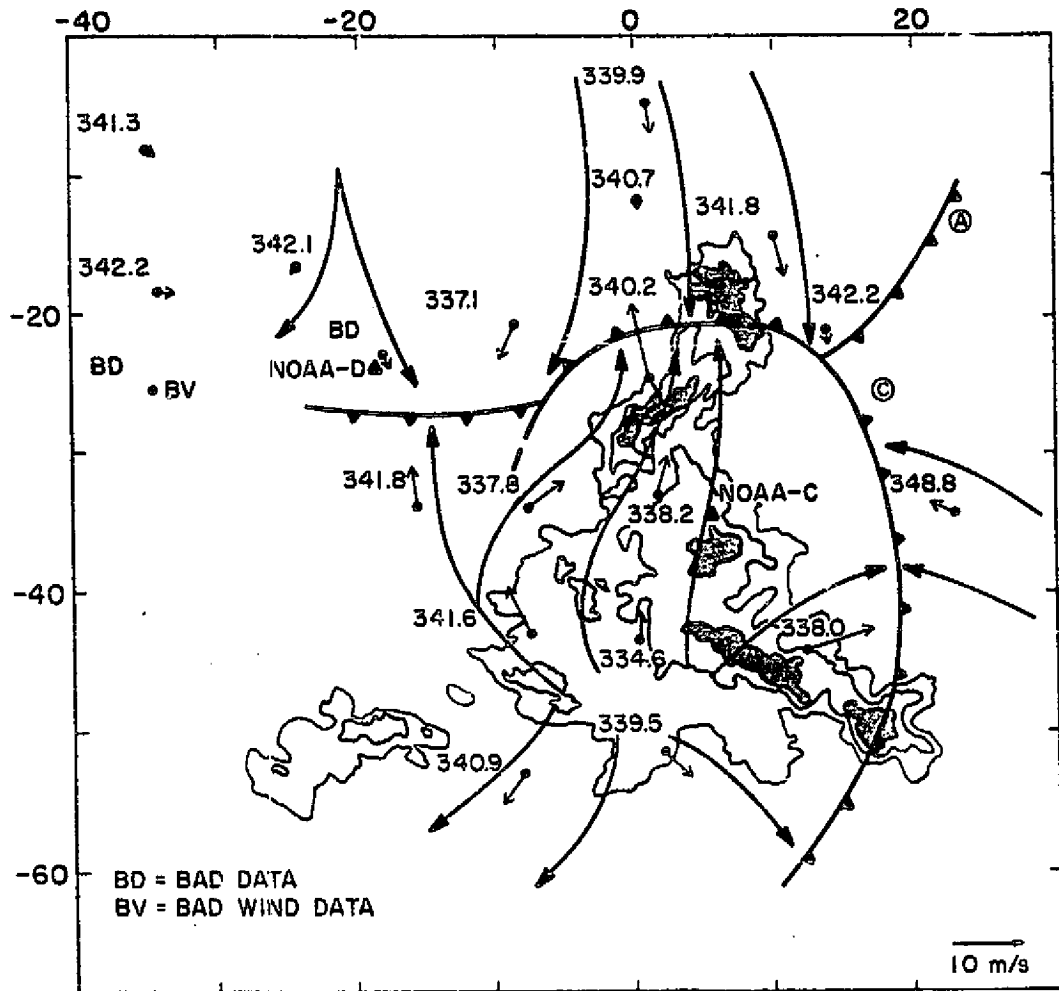 -40 -20 0 20
339.9
341.3
340.7
341.8
Ⓐ
342.1
342.2
340.2
337.1
342.2
-20
BD
BD
NOAA-D
BV
Ⓒ
341.8
337.8
348.8
NOAA-C
338.2
-40
341.6
338.0
334.6
339.5
340.9
-60
BD = BAD DATA
BV = BAD WIND DATA
10 m/s